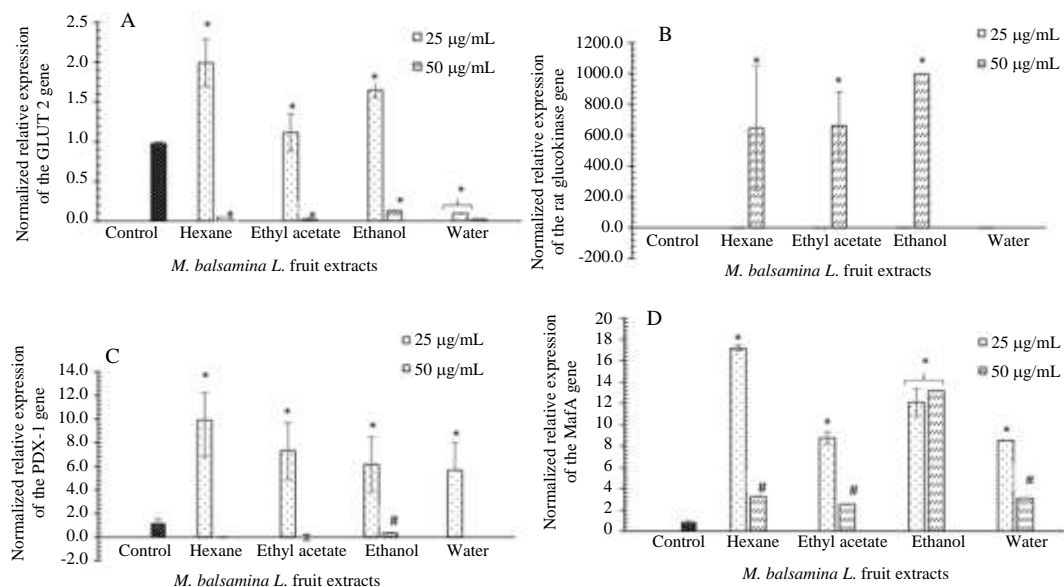 A
Normalized relative expression
of the GLUT 2 gene
2.5
2.0
1.5
1.0
0.5
0.0
*
*
*
*
*
*
*
25 µg/mL
50 µg/mL
Control Hexane Ethyl acetate Ethanol Water
M. balsamina L. fruit extracts
B
Normalized relative expression
of the rat glucokinase gene
1200.0
1000.0
800.0
600.0
400.0
200.0
0.0
-200.0
*
*
*
25 µg/mL
50 µg/mL
Control Hexane Ethyl acetate Ethanol Water
M. balsamina L. fruit extracts
C
Normalized relative expression
of the PDX-1 gene
14.0
12.0
10.0
8.0
6.0
4.0
2.0
0.0
-2.0
*
*
*
*
#
25 µg/mL
50 µg/mL
Control Hexane Ethyl acetate Ethanol Water
M. balsamina L. fruit extracts
D
Normalized relative expression
of the MafA gene
20
18
16
14
12
10
8
6
4
2
0
*
*
*
*
#
#
#
25 µg/mL
50 µg/mL
Control Hexane Ethyl acetate Ethanol Water
M. balsamina L. fruit extracts